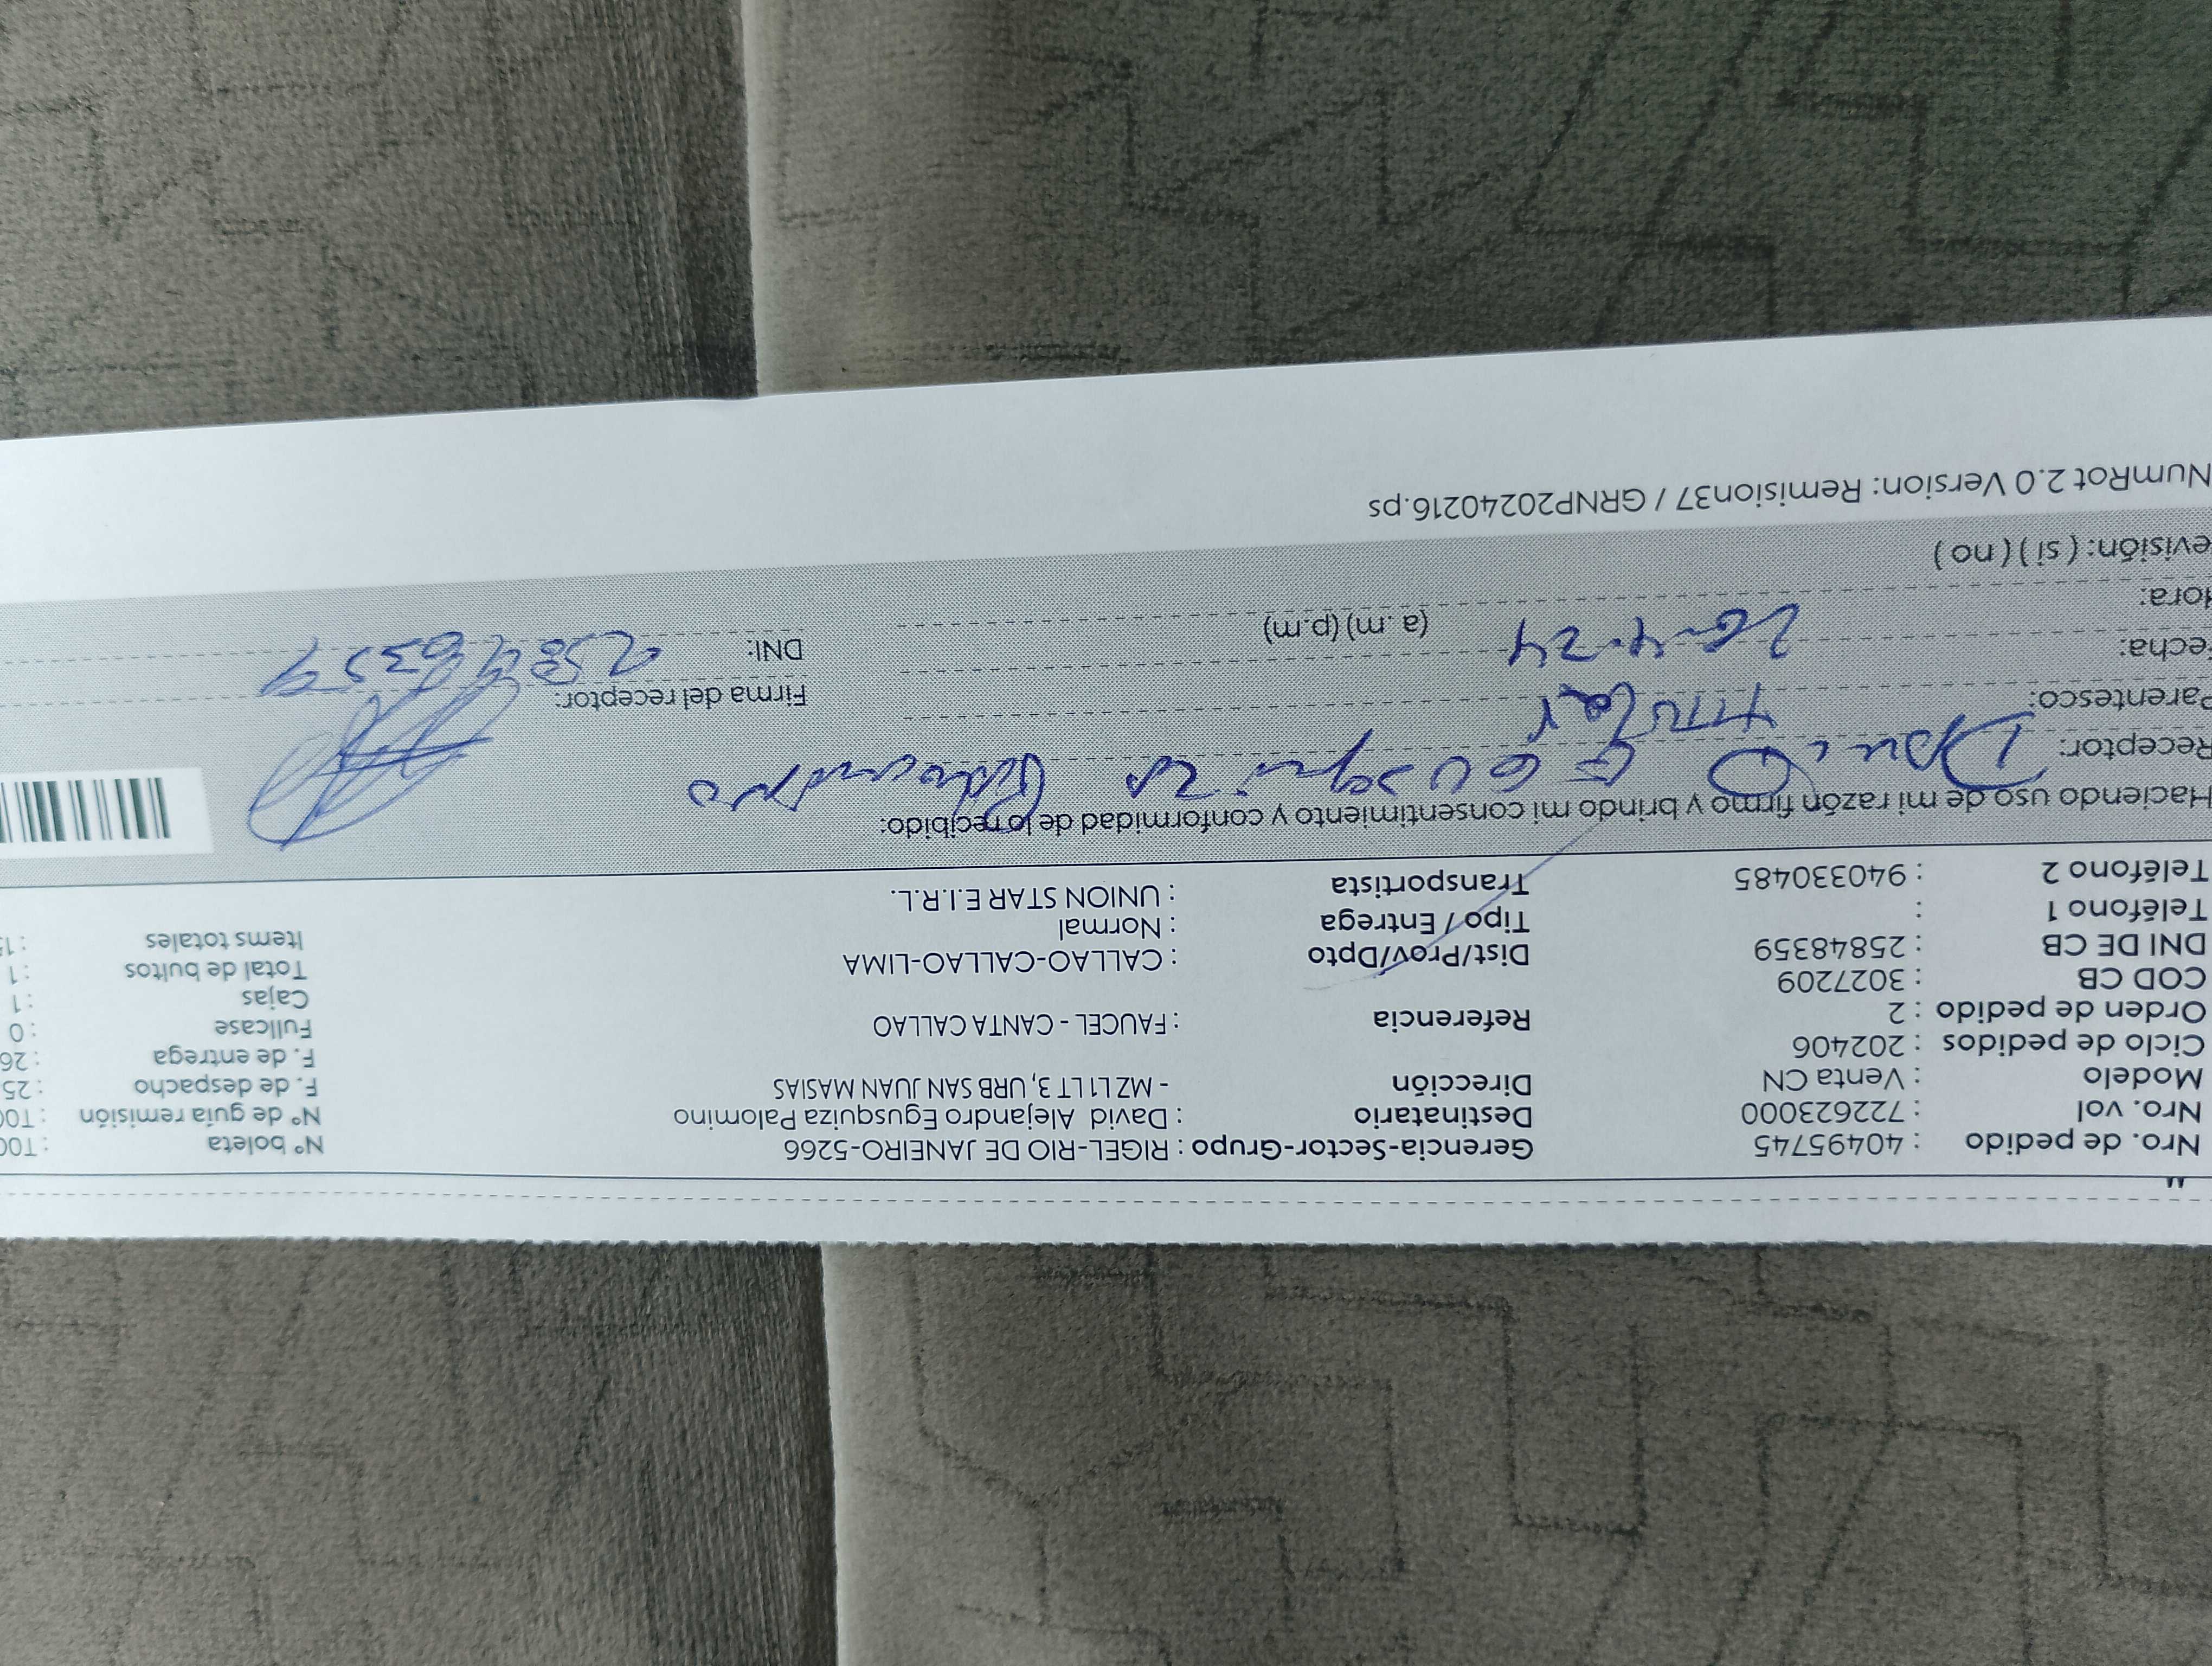 Nro. de pedido : 40495745 Gerencia-Sector-Grupo : RIGEL-RIO DE JANEIRO-5266 N° boleta : T00
Nro. vol : 722623000 Destinatario : David Alejandro Egusquiza Palomino N° de guía remisión : T00
Modelo : Venta CN Dirección - MZ L1 LT 3, URB SAN JUAN MASIAS F. de despacho : 25
Ciclo de pedidos : 202406 F. de entrega : 26
Orden de pedido : 2 Referencia : FAUCEL - CANTA CALLAO Fullcase : 0
COD CB : 3027209 Cajas : 1
DNI DE CB : 25848359 Dist/Prov/Dpto : CALLAO-CALLAO-LIMA Total de bultos : 1
Teléfono 1 : Tipo / Entrega : Normal Items totales : 15
Teléfono 2 : 940330485 Transportista : UNION STAR E.I.R.L.
Haciendo uso de mi razón firmo y brindo mi consentimiento y conformidad de lo recibido:
Receptor: David Egusquiza Palomino
Parentesco: titular Firma del receptor:
Fecha: 26-4-24 DNI: 25848359
Hora: (a.m) (p.m)
evisión: ( si ) ( no )
NumRot 2.0 Version: Remision37 / GRNP20240216.ps